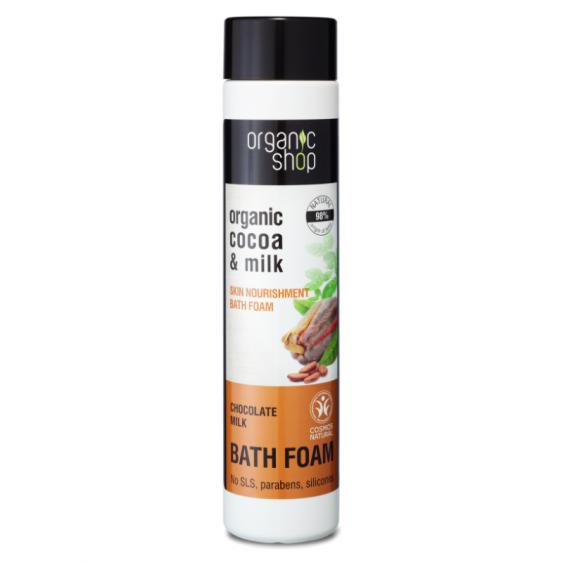 organic
shop
NATURAL
98%
organic
cocoa
& milk
SKIN NOURISHMENT
BATH FOAM
CHOCOLATE
MILK
COSMOS
NATURAL
BATH FOAM
No SLS, parabens, silicones